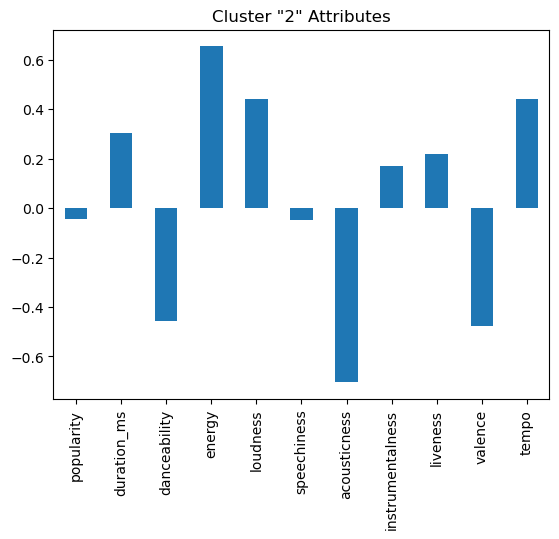 Cluster "2" Attributes
0.6
0.4
0.2
0.0
−0.2
−0.4
−0.6
popularity
duration_ms
danceability
energy
loudness
speechiness
acousticness
instrumentalness
liveness
valence
tempo